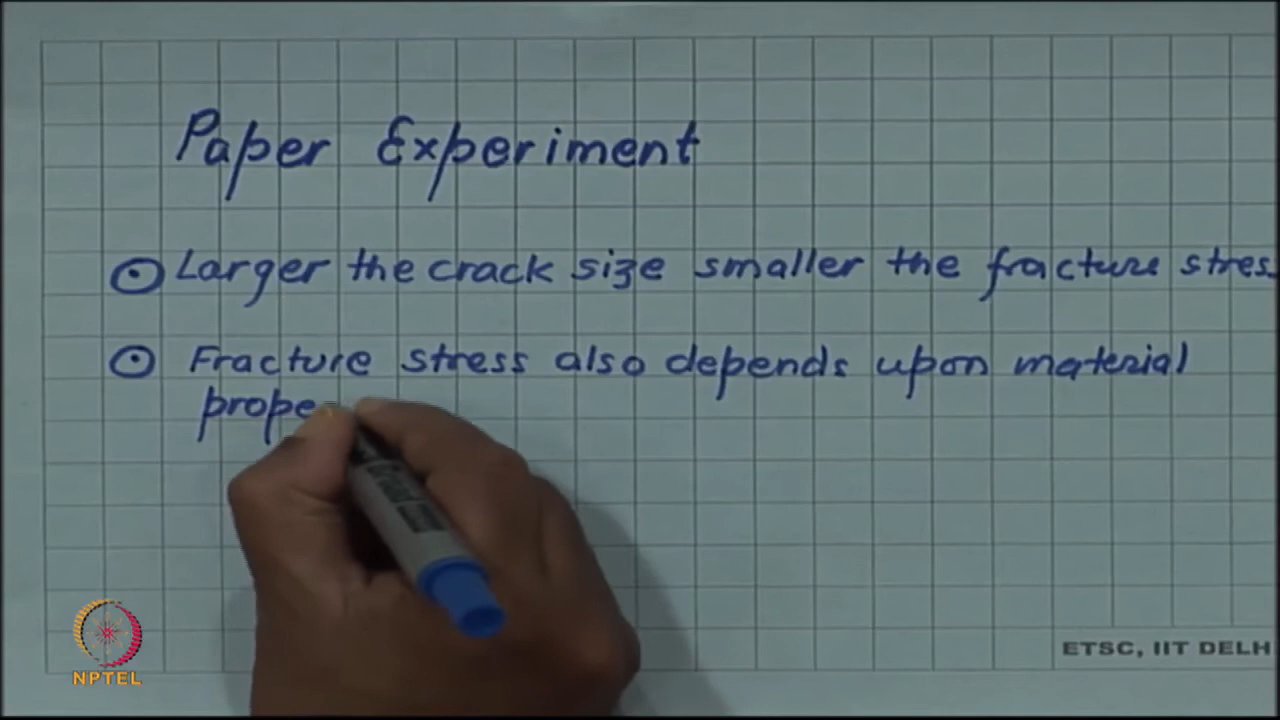 Paper Experiment
⊙ Larger the crack size smaller the fracture stres
⊙ Fracture stress also depends upon material
prope
NPTEL
ETSC, IIT DELH